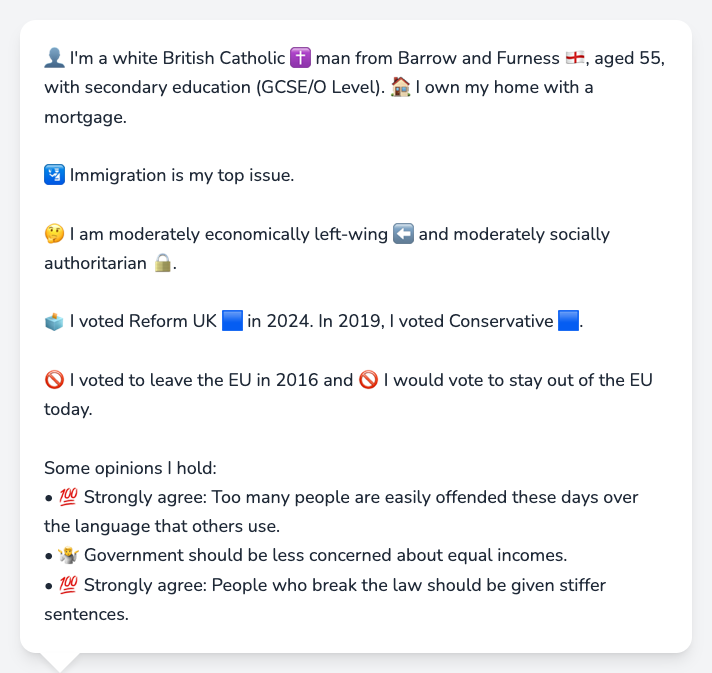 👤 I'm a white British Catholic ✝️ man from Barrow and Furness 🏴󠁧󠁢󠁥󠁮󠁧󠁿, aged 55,
with secondary education (GCSE/O Level). 🏠 I own my home with a
mortgage.
🛂 Immigration is my top issue.
🤔 I am moderately economically left-wing ⬅️ and moderately socially
authoritarian 🔒.
🗳️ I voted Reform UK 🟦 in 2024. In 2019, I voted Conservative 🟦.
🚫 I voted to leave the EU in 2016 and 🚫 I would vote to stay out of the EU
today.
Some opinions I hold:
• 💯 Strongly agree: Too many people are easily offended these days over
the language that others use.
• 🤷 Government should be less concerned about equal incomes.
• 💯 Strongly agree: People who break the law should be given stiffer
sentences.